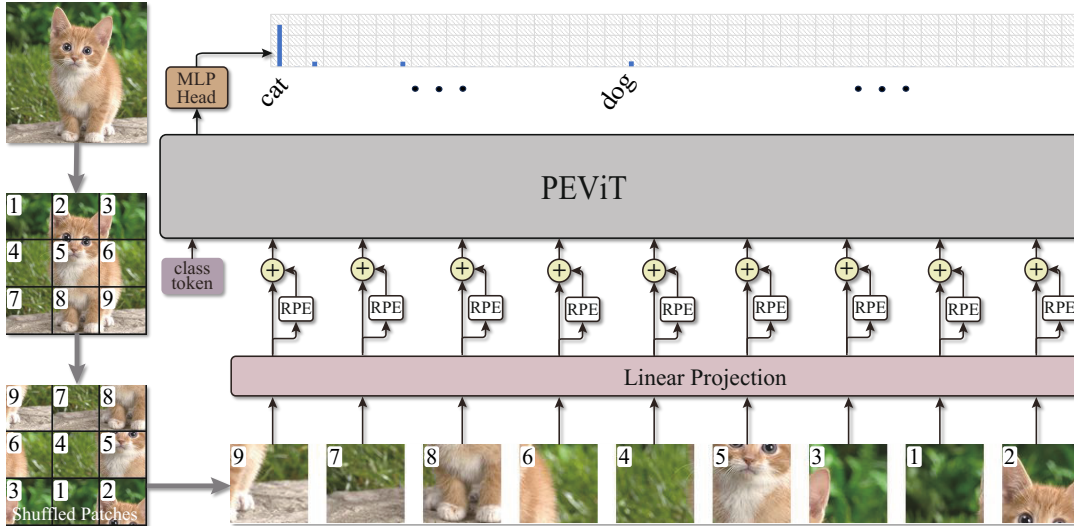 MLP
Head
cat
• • •
dog
• • •
PEViT
1 2 3
4 5 6
7 8 9
class
token
+ + + + + + + + +
RPE RPE RPE RPE RPE RPE RPE RPE RPE
Linear Projection
9 7 8
6 4 5
3 1 2
Shuffled Patches
9 7 8 6 4 5 3 1 2